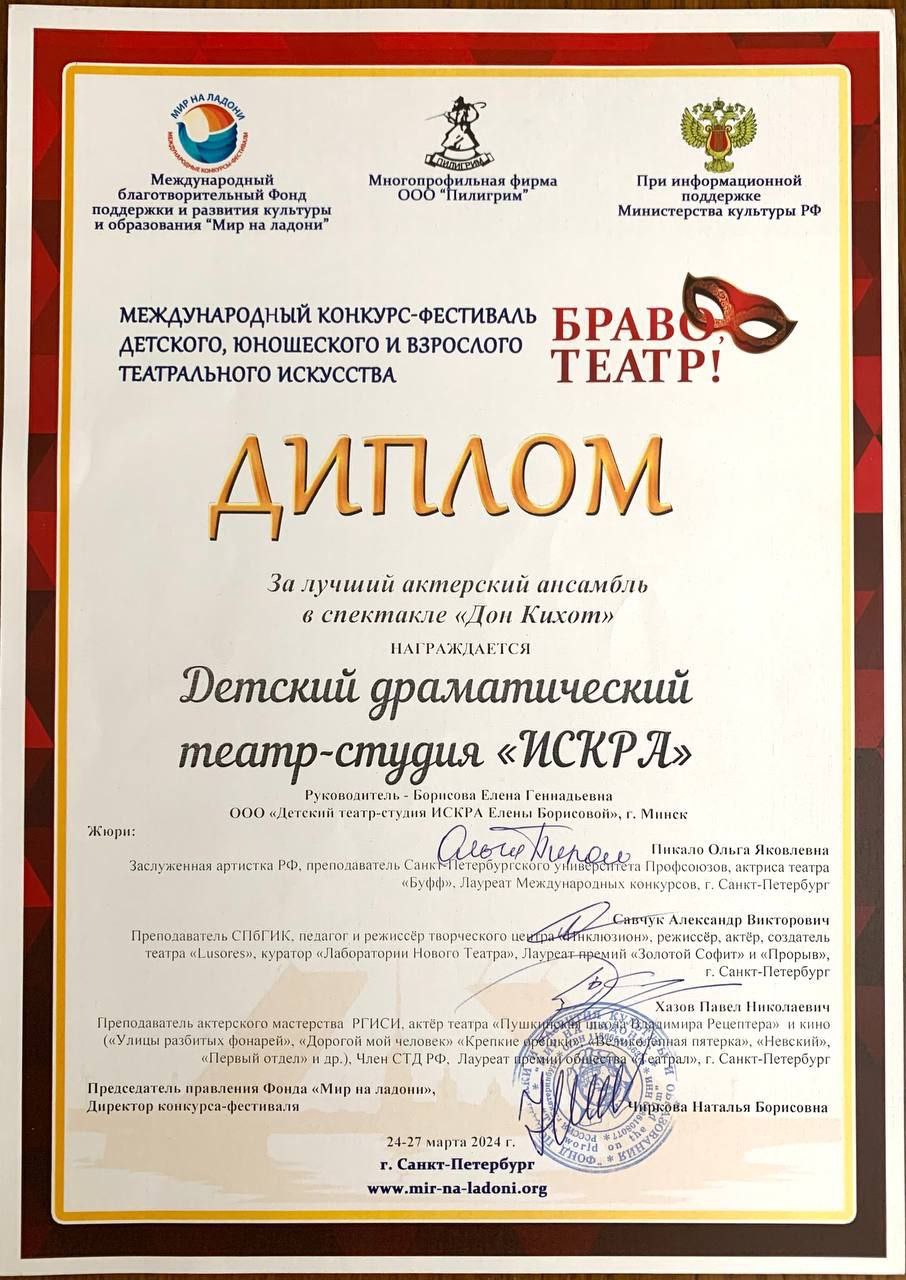 МИР НА ЛАДОНИ
МЕЖДУНАРОДНЫЕ КОНКУРСЫ-ФЕСТИВАЛИ
Международный
благотворительный Фонд
поддержки и развития культуры
и образования "Мир на ладони"
ПИЛИГРИМ
Многопрофильная фирма
ООО "Пилигрим"
При информационной
поддержке
Министерства культуры РФ
МЕЖДУНАРОДНЫЙ КОНКУРС-ФЕСТИВАЛЬ
ДЕТСКОГО, ЮНОШЕСКОГО И ВЗРОСЛОГО
ТЕАТРАЛЬНОГО ИСКУССТВА
БРАВО,
ТЕАТР!
ДИПЛОМ
За лучший актерский ансамбль
в спектакле «Дон Кихот»
НАГРАЖДАЕТСЯ
Детский драматический
театр-студия «ИСКРА»
Руководитель - Борисова Елена Геннадьевна
ООО «Детский театр-студия ИСКРА Елены Борисовой», г. Минск
Жюри:
Пикало Ольга Яковлевна
Заслуженная артистка РФ, преподаватель Санкт-Петербургского университета Профсоюзов, актриса театра
«Буфф», Лауреат Международных конкурсов, г. Санкт-Петербург
Савчук Александр Викторович
Преподаватель СПбГИК, педагог и режиссёр творческого центра «Инклюзион», режиссёр, актёр, создатель
театра «Lusores», куратор «Лаборатории Нового Театра», Лауреат премий «Золотой Софит» и «Прорыв»,
г. Санкт-Петербург
Хазов Павел Николаевич
Преподаватель актерского мастерства РГИСИ, актёр театра «Пушкинская школа Владимира Рецептера» и кино
(«Улицы разбитых фонарей», «Дорогой мой человек» «Крепкие орешки», «Великолепная пятерка», «Невский»,
«Первый отдел» и др.), Член СТД РФ, Лауреат премии общества «Театрал», г. Санкт-Петербург
Председатель правления Фонда «Мир на ладони»,
Директор конкурса-фестиваля
Чиркова Наталья Борисовна
24-27 марта 2024 г.
г. Санкт-Петербург
www.mir-na-ladoni.org